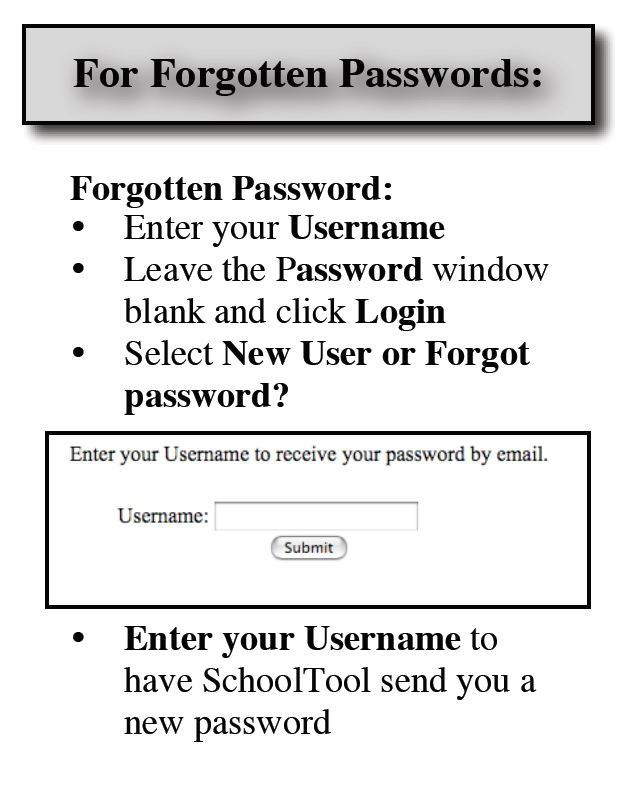 For Forgotten Passwords:
Forgotten Password:
• Enter your Username
• Leave the Password window
blank and click Login
• Select New User or Forgot
password?
Enter your Username to receive your password by email.
Username:
Submit
• Enter your Username to
have SchoolTool send you a
new password